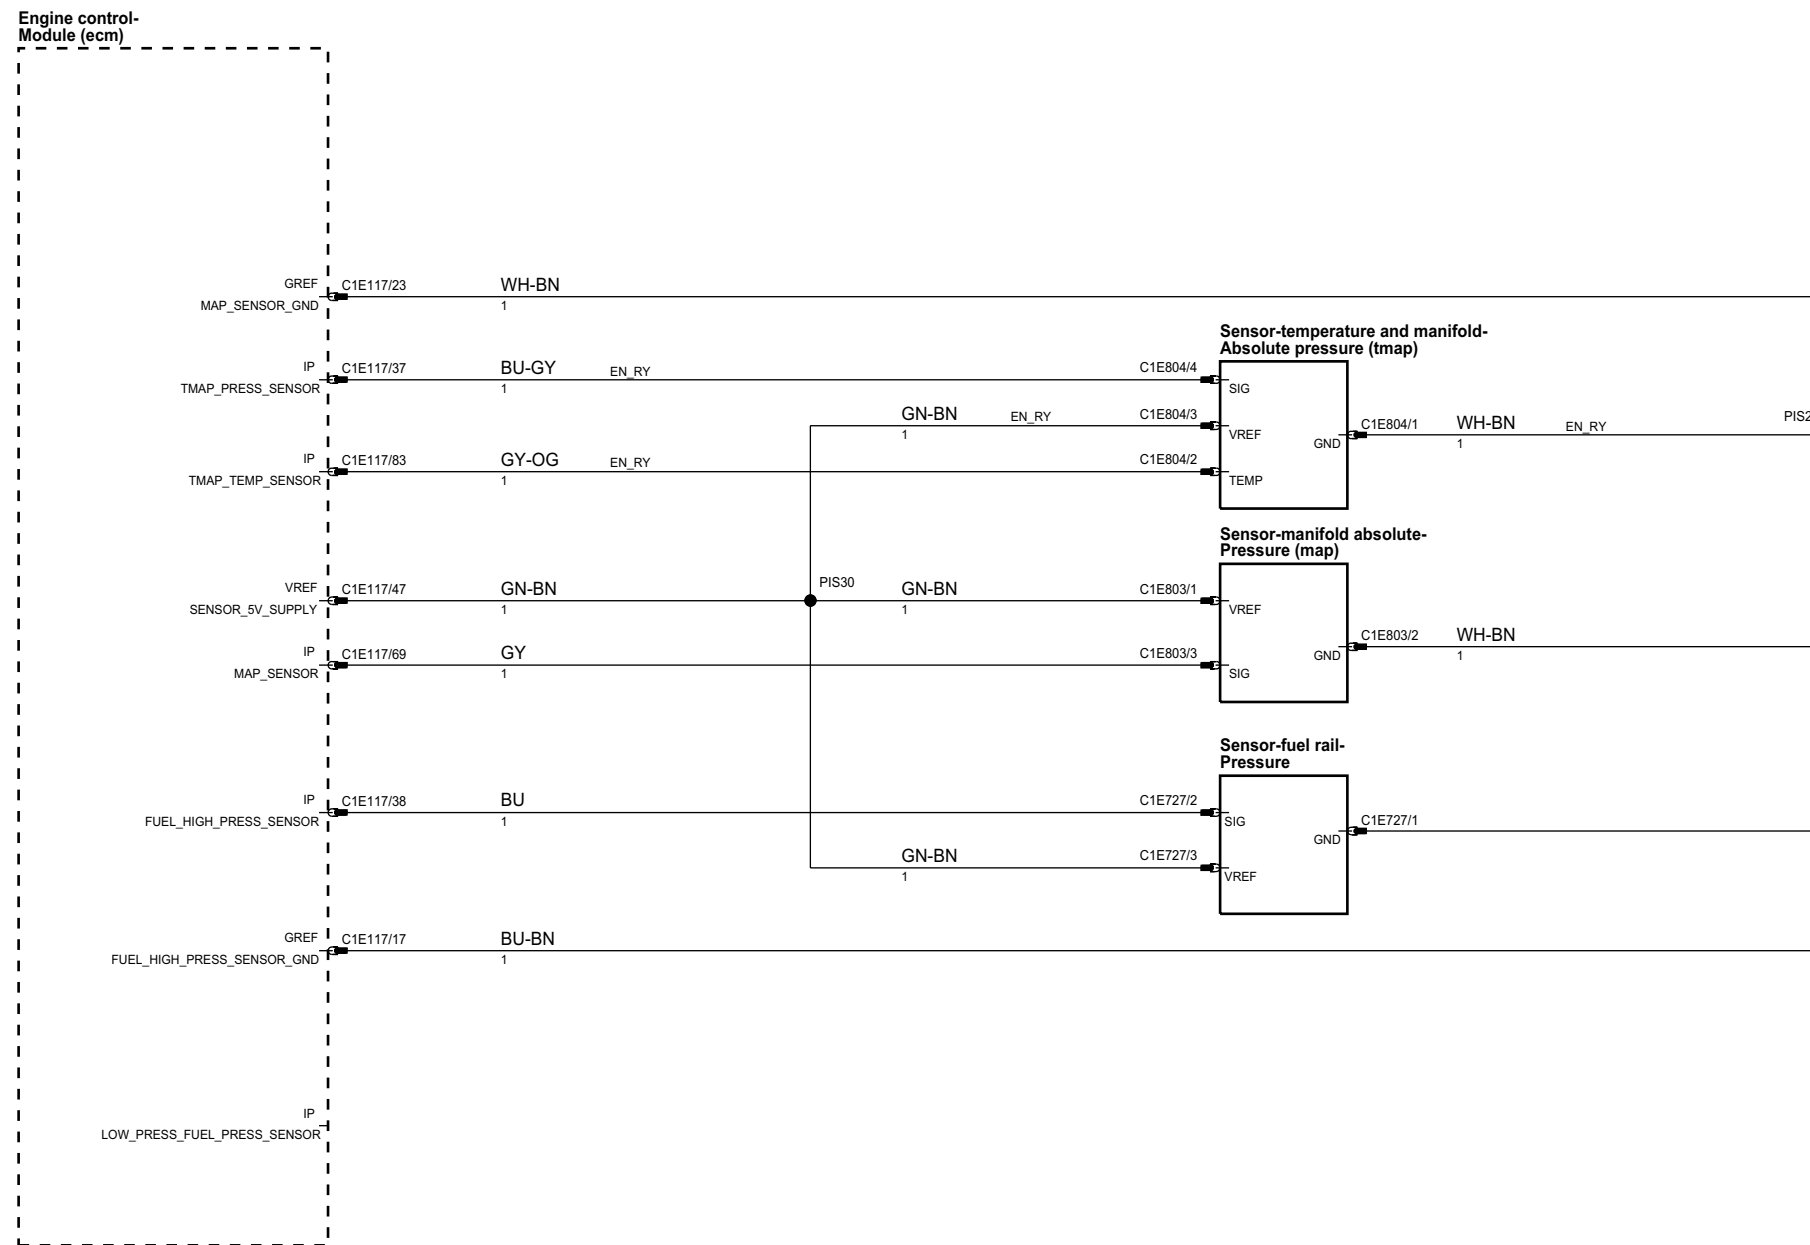 Engine control-
Module (ecm)
GREF
C1E117/23
WH-BN
MAP_SENSOR_GND
1
Sensor-temperature and manifold-
Absolute pressure (tmap)
IP
C1E117/37
BU-GY
EN_RY
C1E804/4
TMAP_PRESS_SENSOR
1
SIG
GN-BN
EN_RY
C1E804/3
1
VREF
GND
C1E804/1
WH-BN
EN_RY
PIS2
1
IP
C1E117/83
GY-OG
EN_RY
C1E804/2
TMAP_TEMP_SENSOR
1
TEMP
Sensor-manifold absolute-
Pressure (map)
VREF
C1E117/47
GN-BN
PIS30
GN-BN
C1E803/1
SENSOR_5V_SUPPLY
1
1
VREF
IP
C1E117/69
GY
C1E803/3
MAP_SENSOR
1
SIG
GND
C1E803/2
WH-BN
1
Sensor-fuel rail-
Pressure
IP
C1E117/38
BU
C1E727/2
FUEL_HIGH_PRESS_SENSOR
1
SIG
GND
C1E727/1
GN-BN
C1E727/3
1
VREF
GREF
C1E117/17
BU-BN
FUEL_HIGH_PRESS_SENSOR_GND
1
IP
LOW_PRESS_FUEL_PRESS_SENSOR